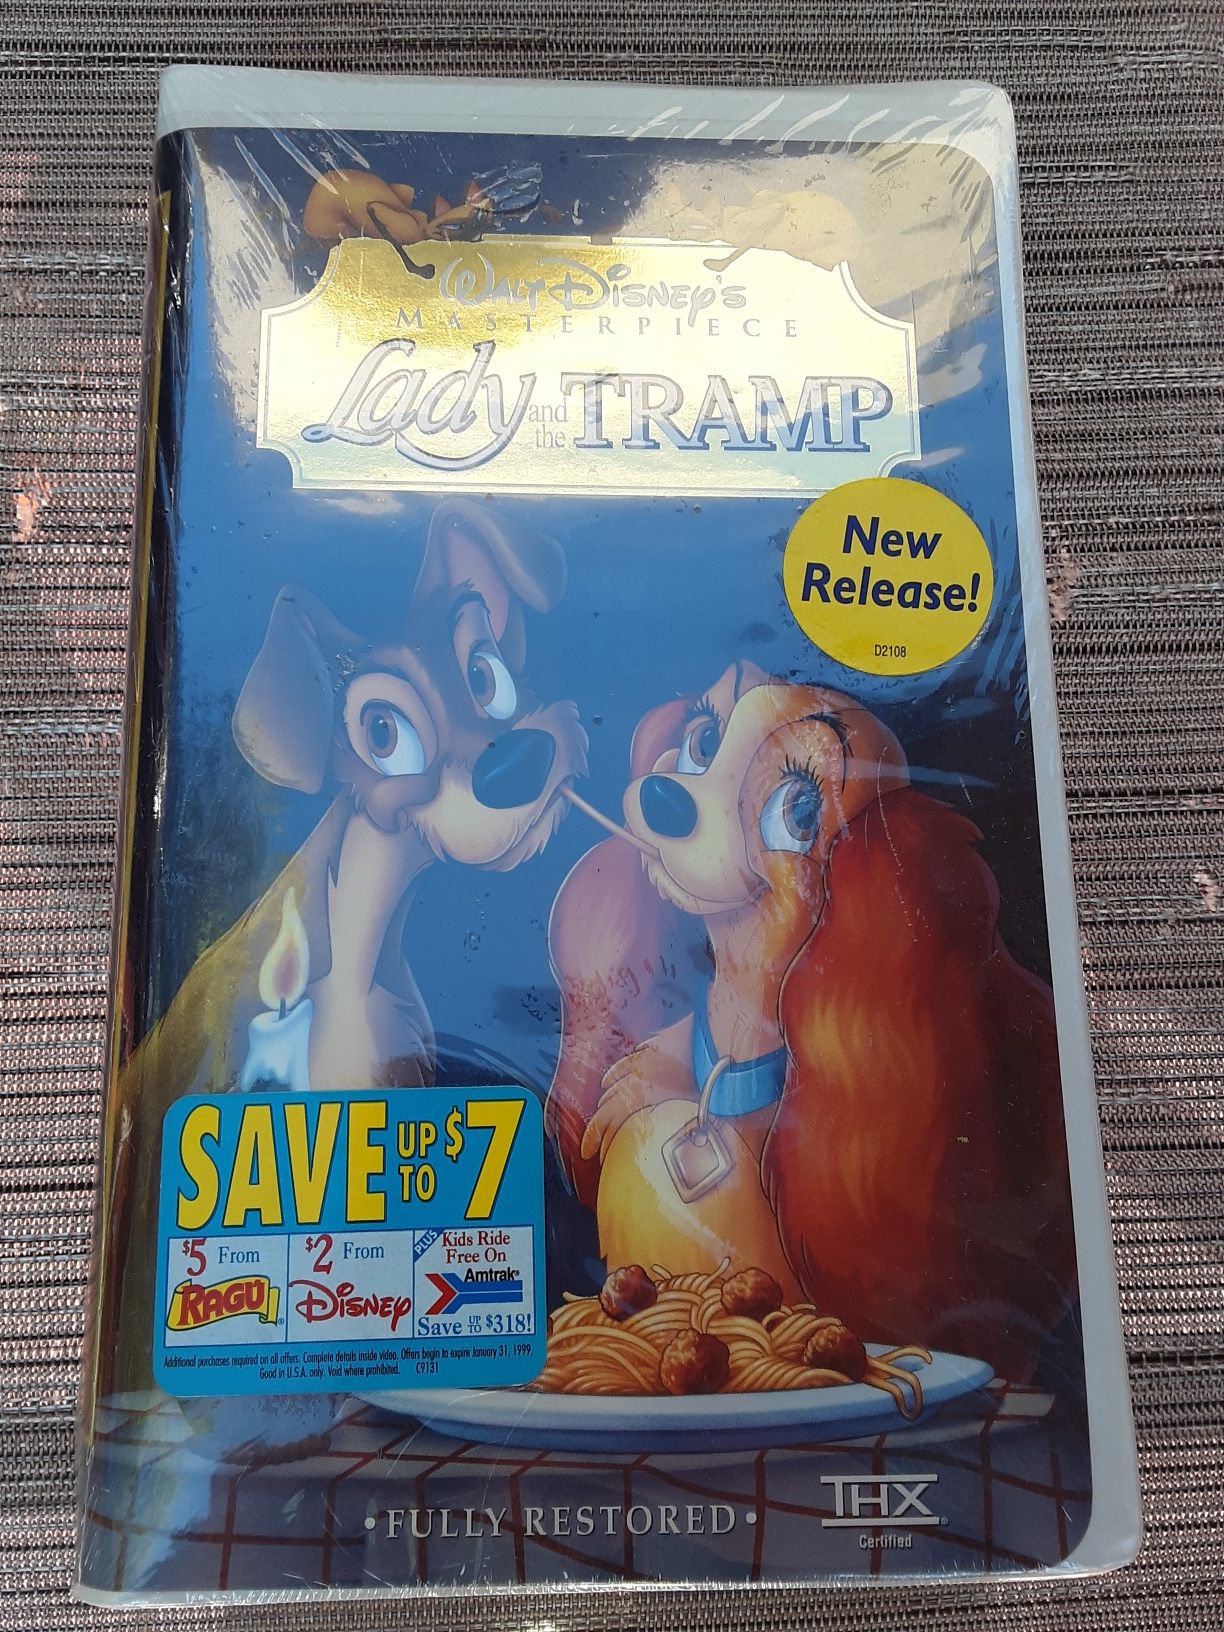 WALT DISNEY'S
MASTERPIECE
Lady and the TRAMP
New
Release!
D2108
SAVE UP TO $7
$5 From
RAGÚ®
$2 From
DISNEY
PLUS Kids Ride
Free On
Amtrak®
Save UP TO $318!
Additional purchases required on all offers. Complete details inside video. Offers begin to expire January 31, 1999.
Good in U.S.A. only. Void where prohibited. C9131
•FULLY RESTORED•
THX®
Certified